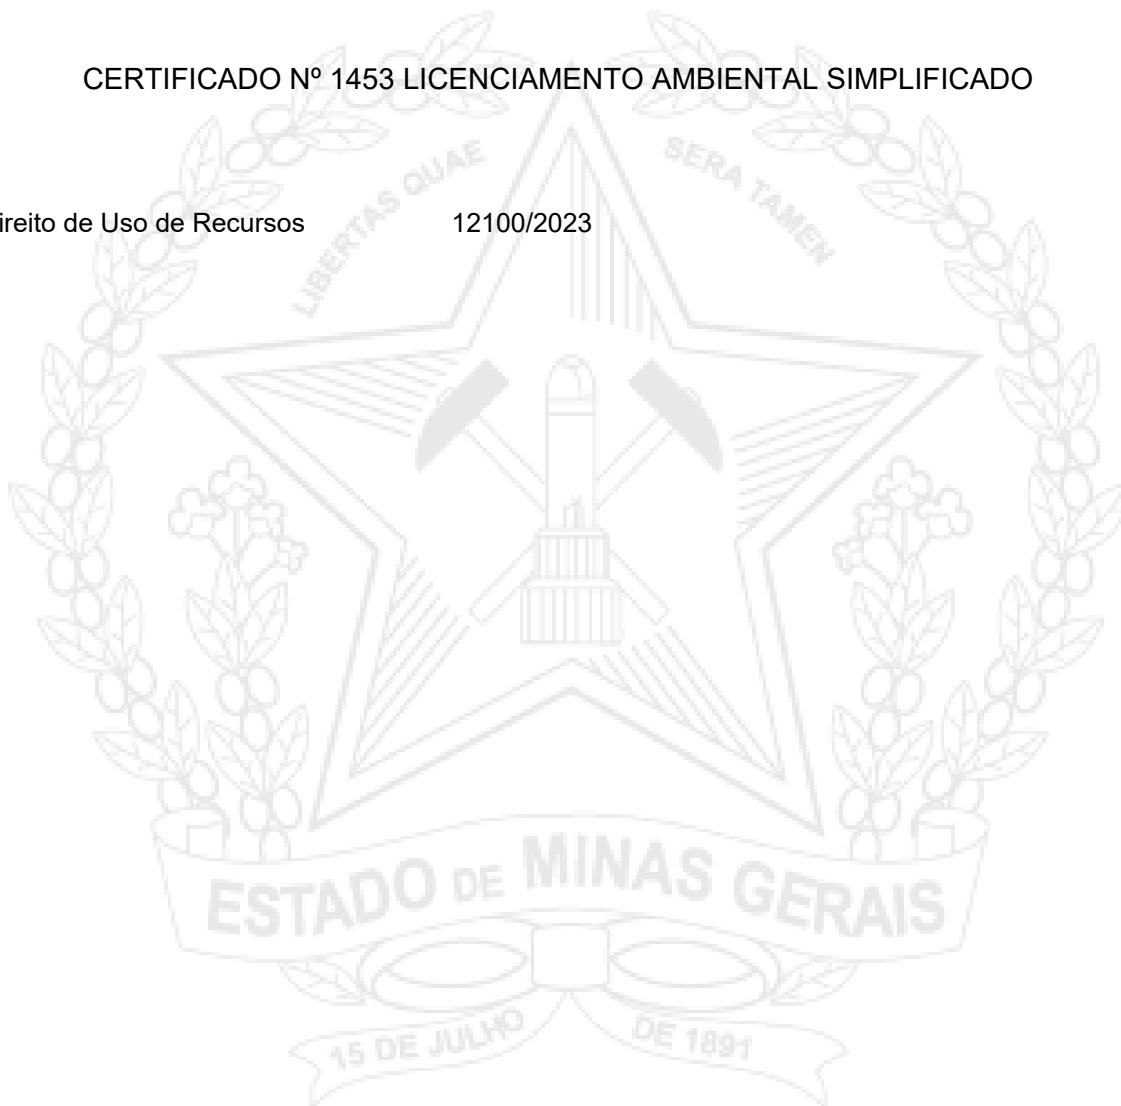 CERTIFICADO Nº 1453 LICENCIAMENTO AMBIENTAL SIMPLIFICADO
LIBERTAS QUAE SERA TAMEN
ireito de Uso de Recursos 12100/2023
ESTADO DE MINAS GERAIS
15 DE JULHO DE 1891